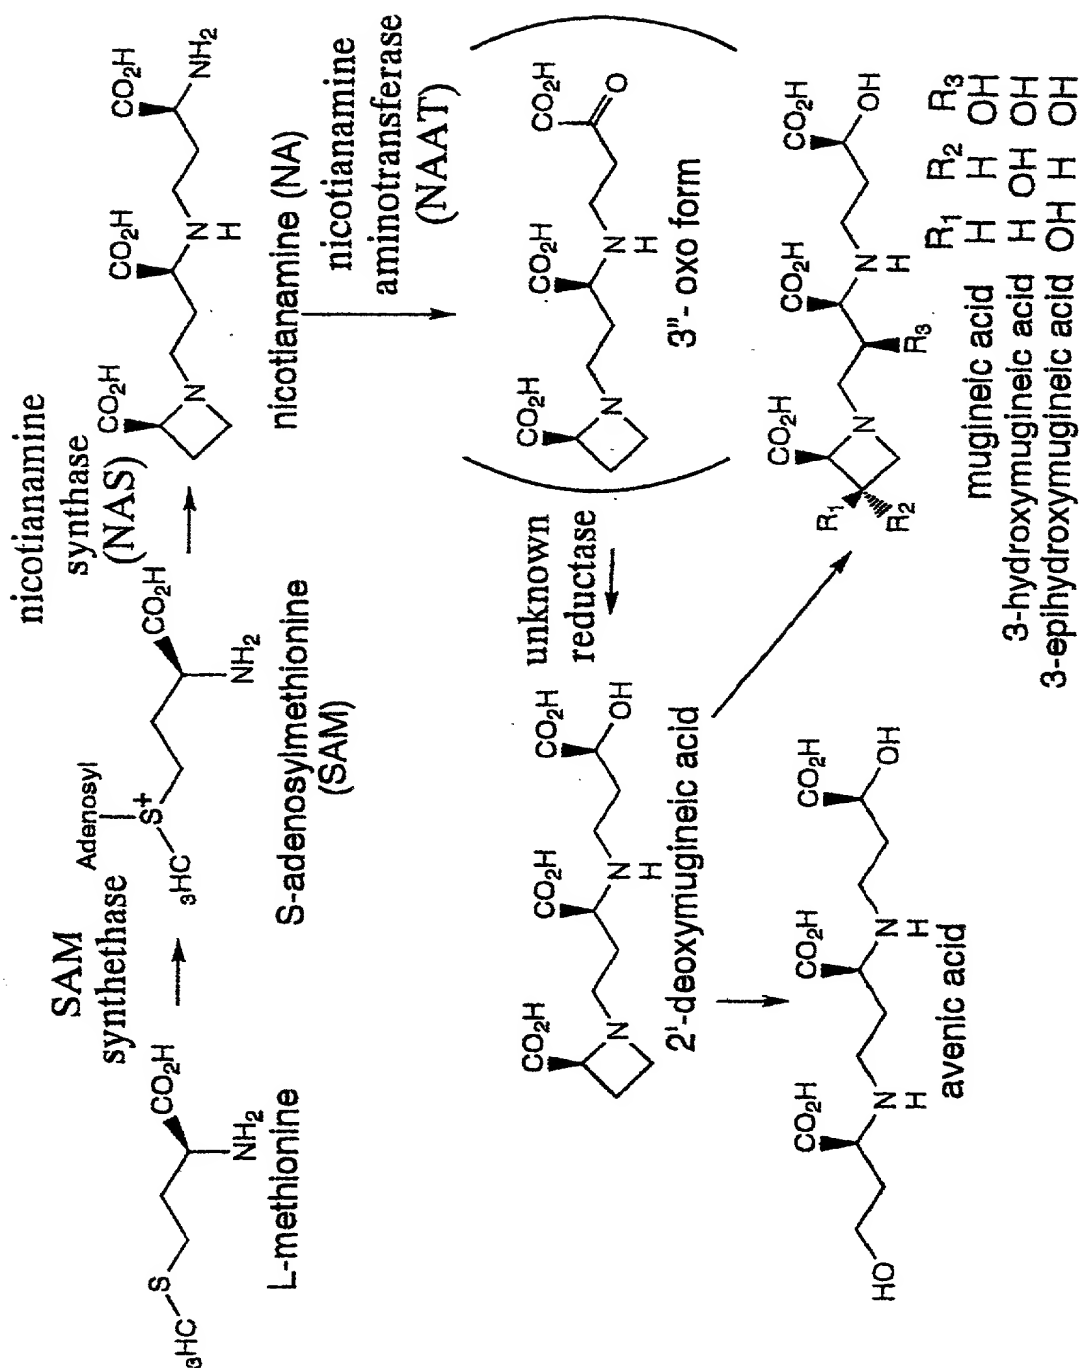 ₃HC
S
CO₂H
NH₂
L-methionine
SAM
synthethase
Adenosyl
₃HC
S+
CO₂H
NH₂
S-adenosylmethionine
(SAM)
nicotianamine
synthase
(NAS)
CO₂H
N
CO₂H
N
H
CO₂H
NH₂
nicotianamine (NA)
nicotianamine
aminotransferase
(NAAT)
CO₂H
N
CO₂H
N
H
CO₂H
O
3"- oxo form
unknown
reductase
CO₂H
N
CO₂H
N
H
CO₂H
OH
2'-deoxymugineic acid
HO
CO₂H
N
H
CO₂H
N
H
CO₂H
OH
avenic acid
R₁
R₂
CO₂H
N
R₃
CO₂H
N
H
CO₂H
OH
R₁ R₂ R₃
mugineic acid H H OH
3-hydroxymugineic acid H OH OH
3-epihydroxymugineic acid OH H OH